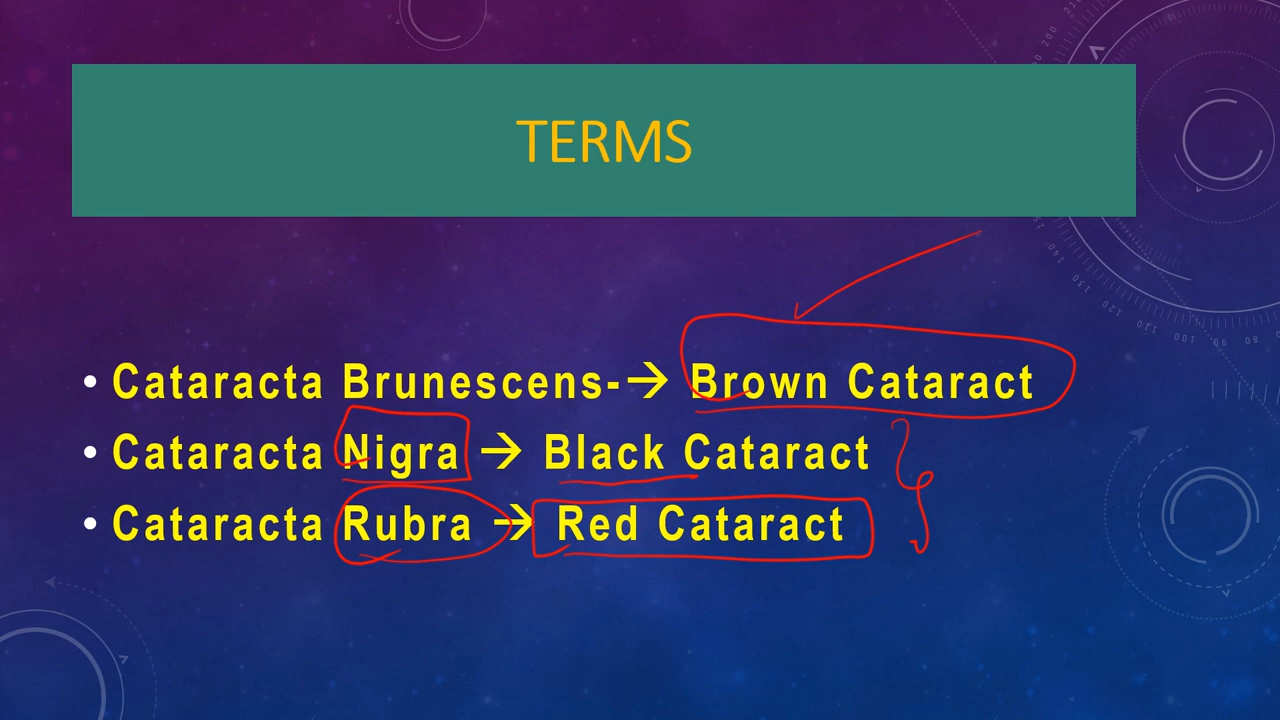 TERMS
• Cataracta Brunescens-→ Brown Cataract
• Cataracta Nigra → Black Cataract
• Cataracta Rubra → Red Cataract